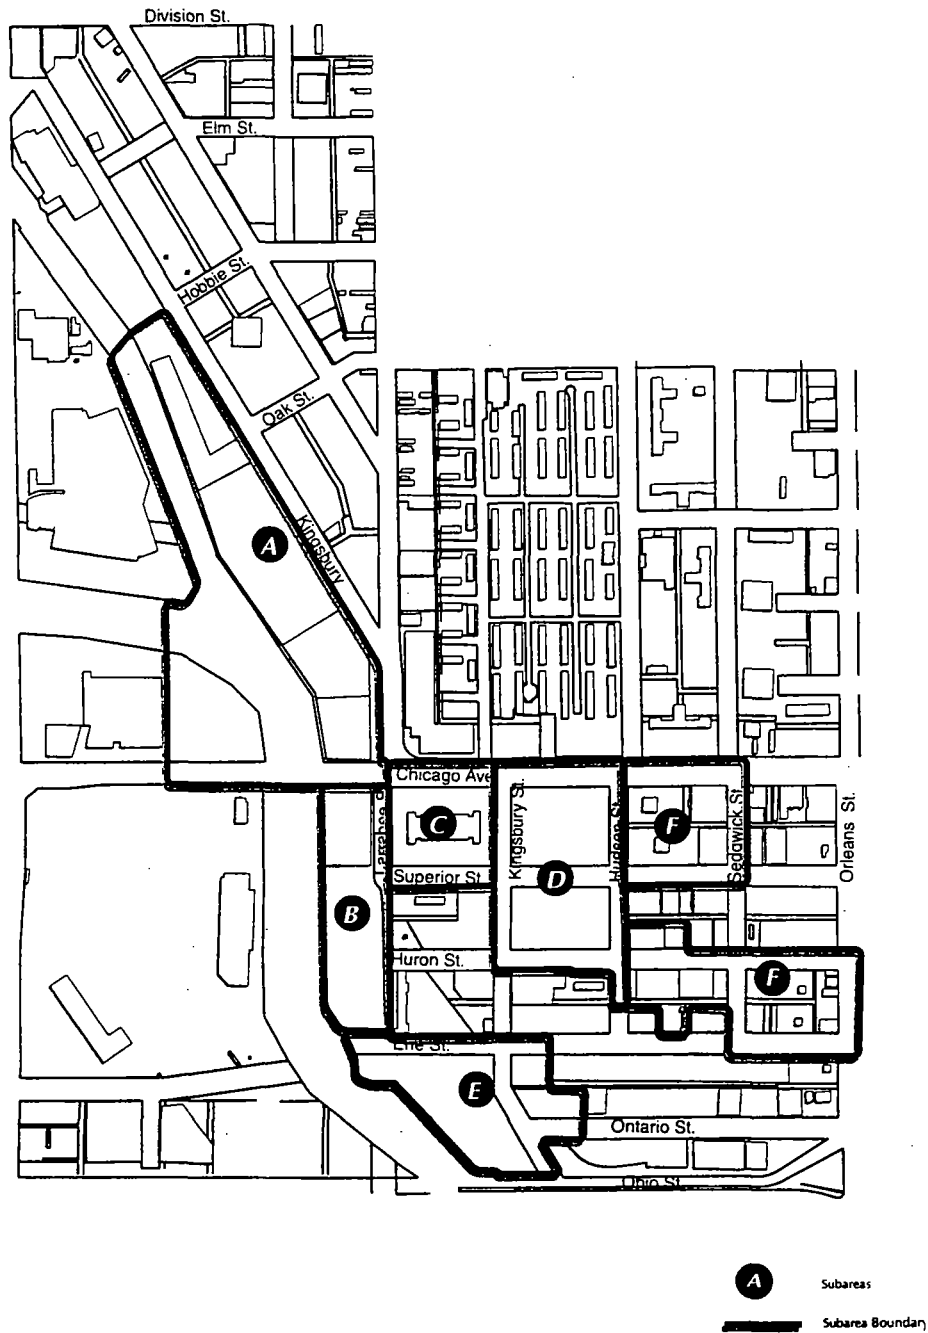 Division St.
Elm St.
Hobbie St.
Oak St.
Kingsbury
A
Chicago Ave
Larrabee
C
Kingsbury St.
Hudson St.
F
Sedgwick St.
Orleans St.
Superior St.
D
B
Huron St.
F
Erie St.
E
Ontario St.
Ohio St.
A
Subareas
Subarea Boundary